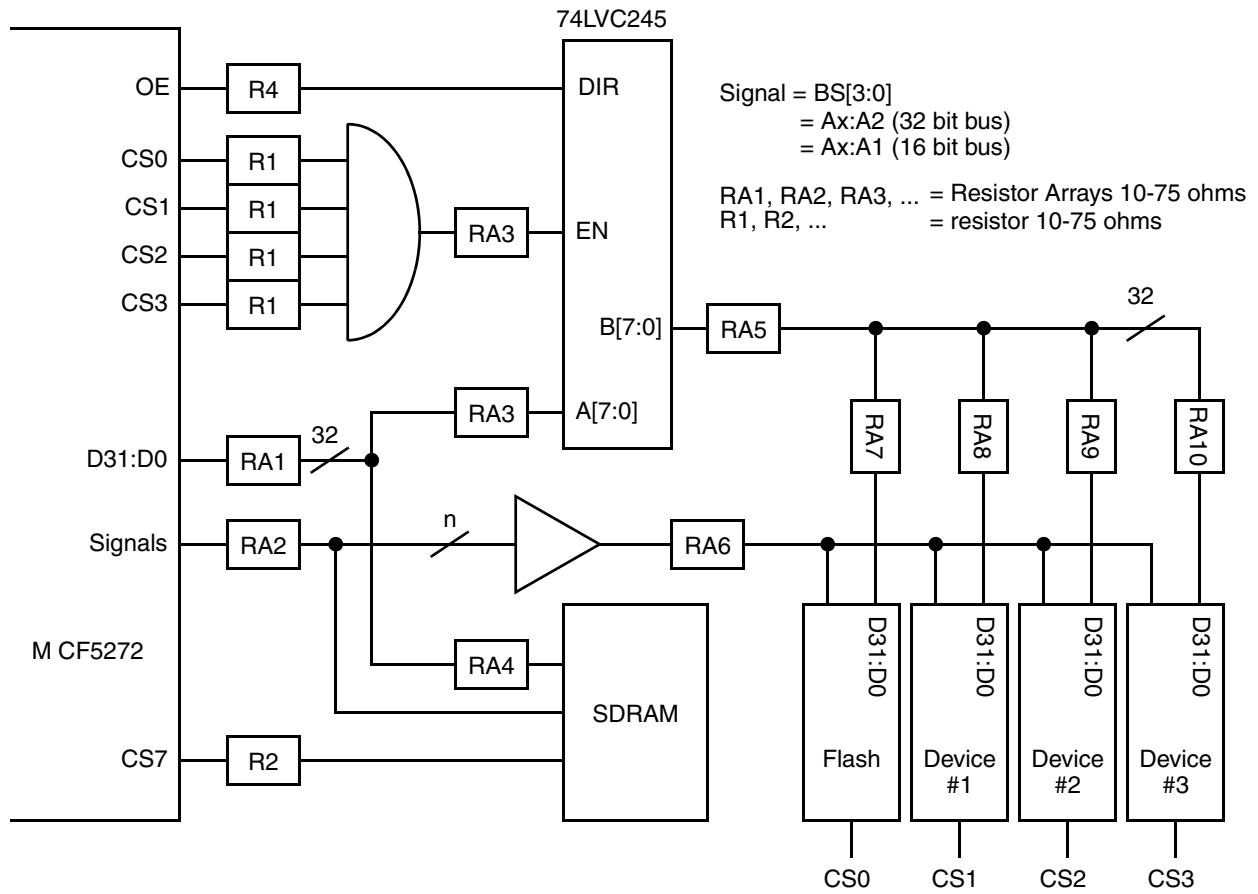 74LVC245
OE
R4
DIR
Signal = BS[3:0]
= Ax:A2 (32 bit bus)
= Ax:A1 (16 bit bus)
CS0
R1
CS1
R1
CS2
R1
CS3
R1
RA3
EN
RA1, RA2, RA3, ... = Resistor Arrays 10-75 ohms
R1, R2, ... = resistor 10-75 ohms
B[7:0]
RA5
32
RA3
A[7:0]
RA7
RA8
RA9
RA10
D31:D0
RA1
32
Signals
RA2
n
RA6
M CF5272
RA4
SDRAM
CS7
R2
D31:D0
D31:D0
D31:D0
D31:D0
Flash
Device
#1
Device
#2
Device
#3
CS0
CS1
CS2
CS3